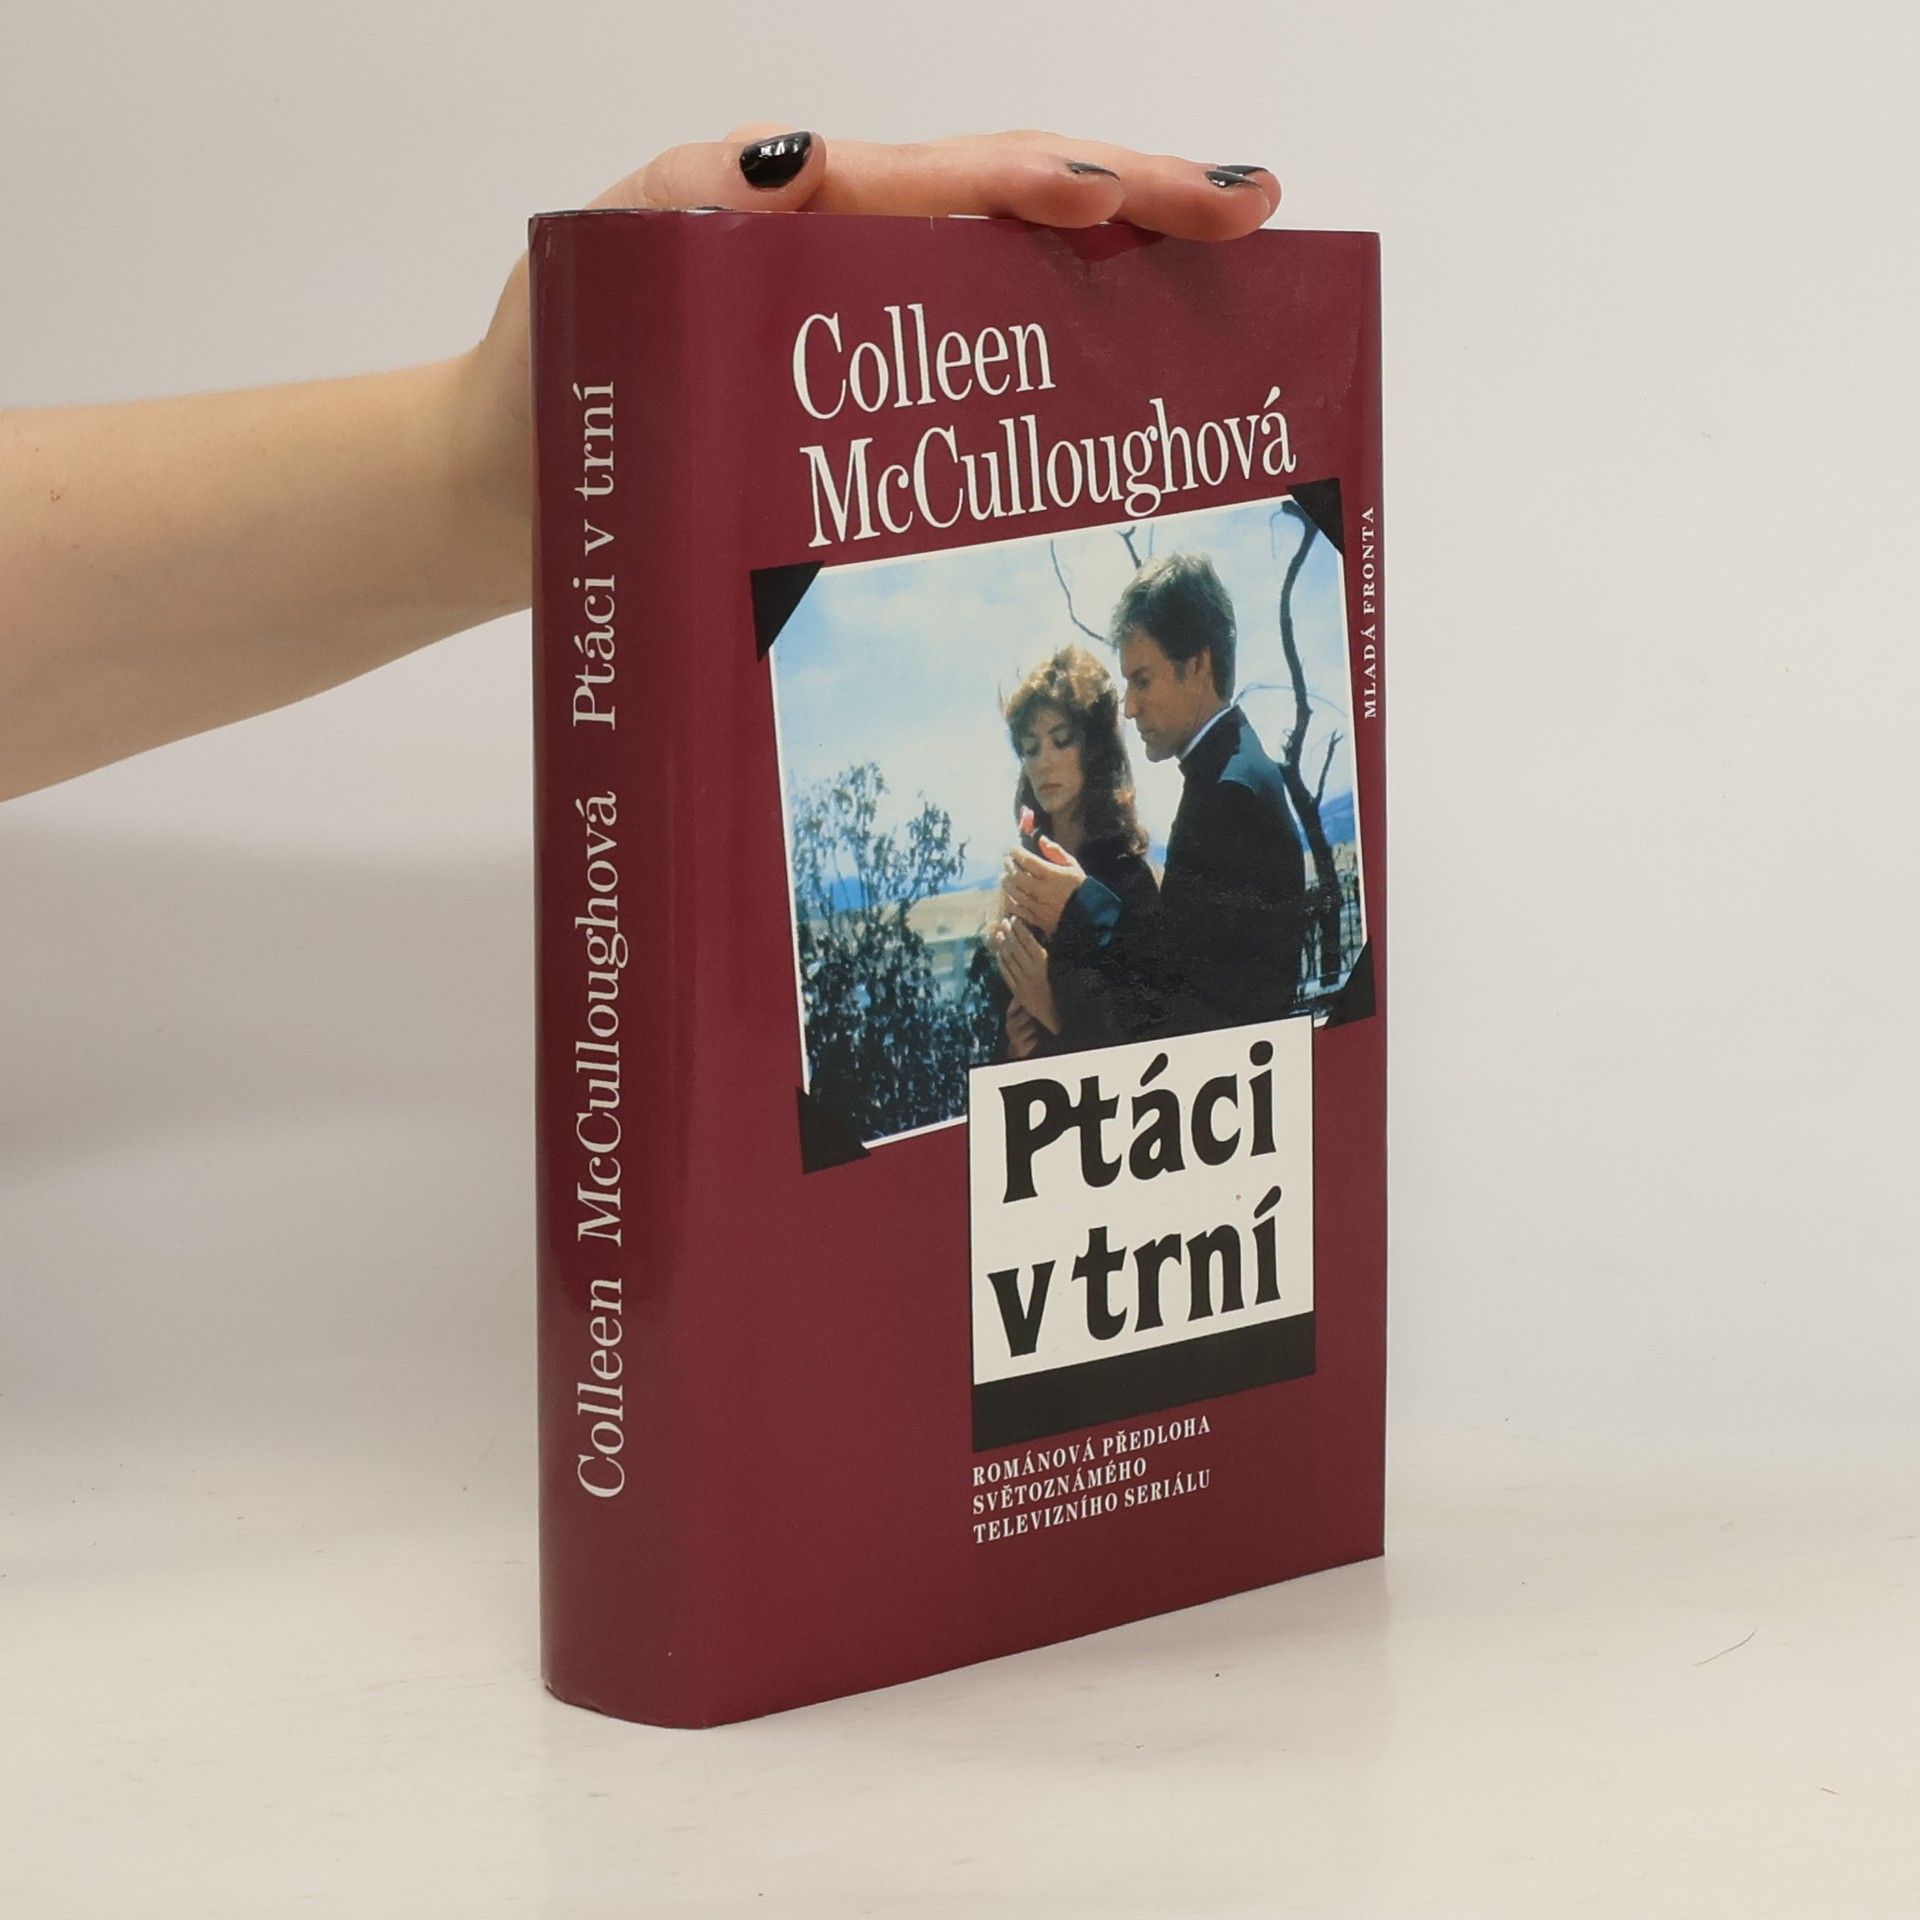 Colleen McCulloughová Ptáci v trní
Colleen
McCulloughová
MLADÁ FRONTA
Ptáci
v trní
ROMÁNOVÁ PŘEDLOHA
SVĚTOZNÁMÉHO
TELEVIZNÍHO SERIÁLU